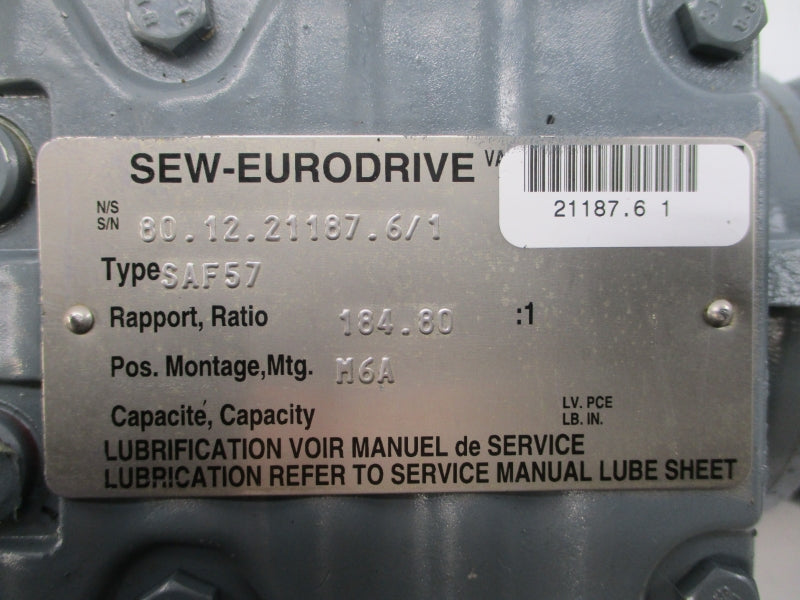 SEW-EURODRIVE VA
21187.6 1
N/S
S/N 80.12.21187.6/1
Type SAF57
Rapport, Ratio 184.80 :1
Pos. Montage,Mtg. M6A
Capacité, Capacity LV. PCE
LB. IN.
LUBRIFICATION VOIR MANUEL de SERVICE
LUBRICATION REFER TO SERVICE MANUAL LUBE SHEET